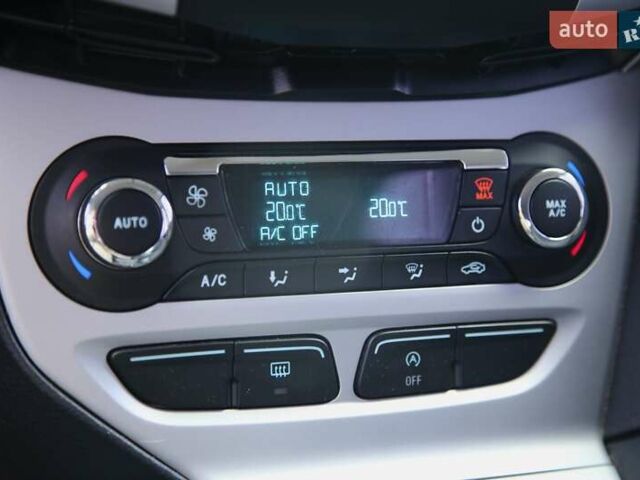 auto
R
AUTO
20.0°C 20.0°C
A/C OFF
MAX
AUTO
MAX
A/C
A/C
OFF